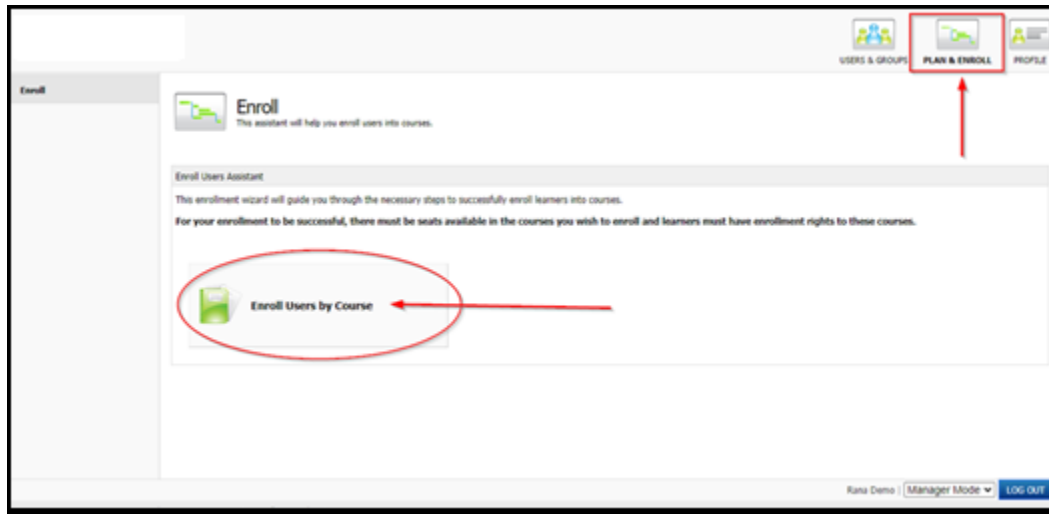 USERS & GROUPS
PLAN & ENROLL
PROFILE
Enroll
Enroll
This assistant will help you enroll users into courses.
Enroll Users Assistant
This enrollment wizard will guide you through the necessary steps to successfully enroll learners into courses.
For your enrollment to be successful, there must be seats available in the courses you wish to enroll and learners must have enrollment rights to these courses.
Enroll Users by Course
Rana Demo | Manager Mode LOG OUT